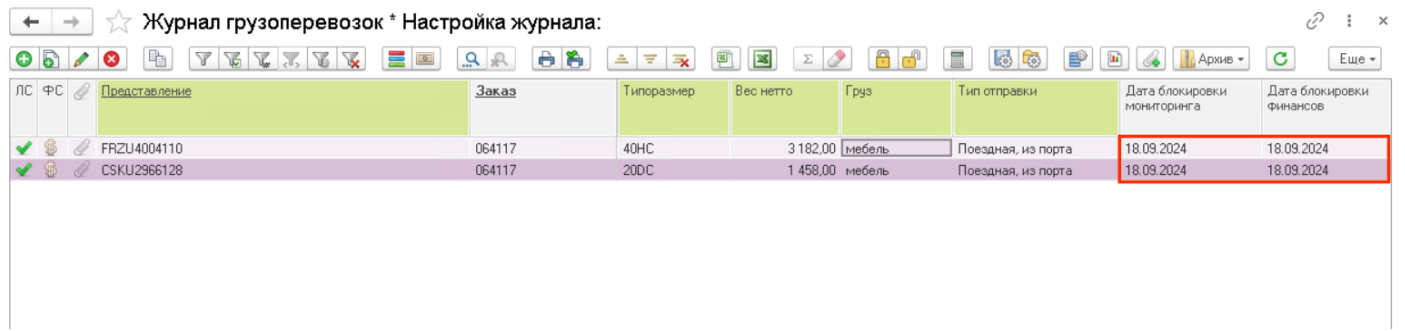 Журнал грузоперевозок * Настройка журнала:
Архив
Еще
ЛС ФС Представление Заказ Типоразмер Вес нетто Груз Тип отправки Дата блокировки мониторинга Дата блокировки финансов
FRZU4004110 064117 40HC 3 182,00 мебель Поездная, из порта 18.09.2024 18.09.2024
CSKU2966128 064117 20DC 1 458,00 мебель Поездная, из порта 18.09.2024 18.09.2024